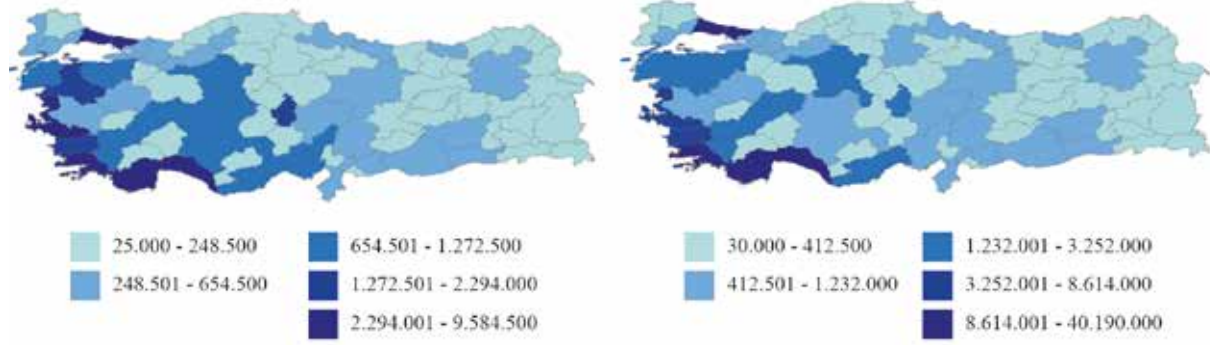 25.000 - 248.500
248.501 - 654.500
654.501 - 1.272.500
1.272.501 - 2.294.000
2.294.001 - 9.584.500
30.000 - 412.500
412.501 - 1.232.000
1.232.001 - 3.252.000
3.252.001 - 8.614.000
8.614.001 - 40.190.000